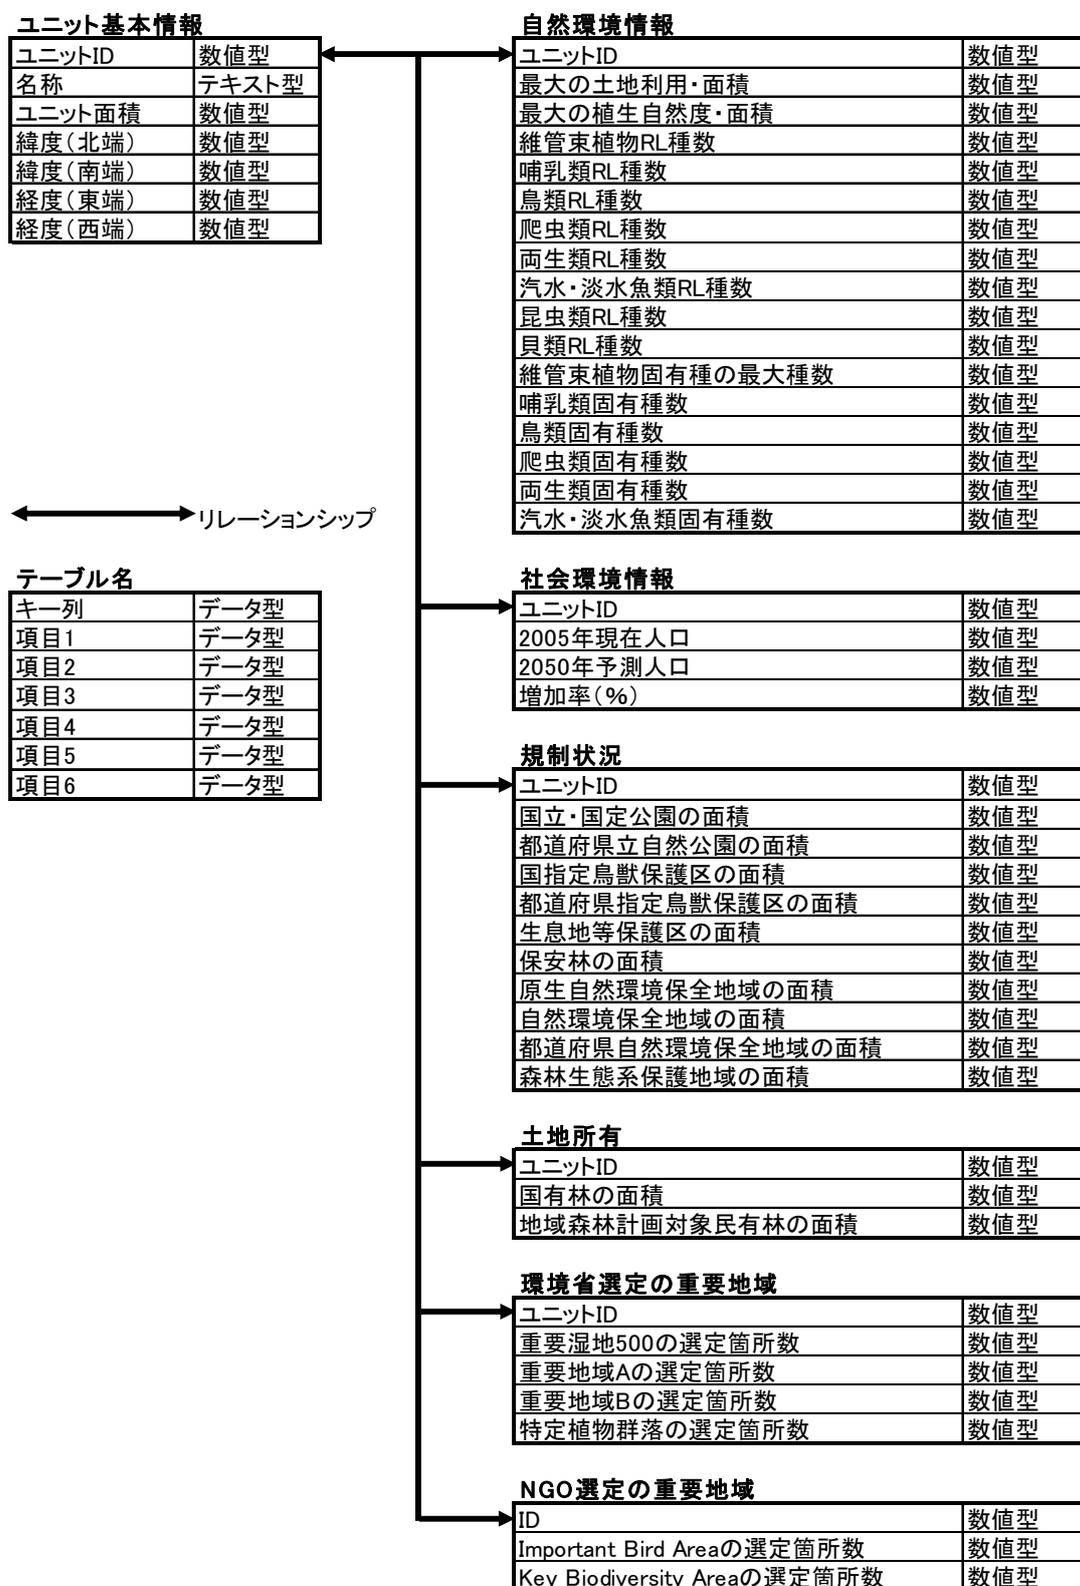 ユニット基本情報
ユニットID 数値型
名称 テキスト型
ユニット面積 数値型
緯度(北端) 数値型
緯度(南端) 数値型
経度(東端) 数値型
経度(西端) 数値型
リレーションシップ
テーブル名
キー列 データ型
項目1 データ型
項目2 データ型
項目3 データ型
項目4 データ型
項目5 データ型
項目6 データ型
自然環境情報
ユニットID 数値型
最大の土地利用・面積 数値型
最大の植生自然度・面積 数値型
維管束植物RL種数 数値型
哺乳類RL種数 数値型
鳥類RL種数 数値型
爬虫類RL種数 数値型
両生類RL種数 数値型
汽水・淡水魚類RL種数 数値型
昆虫類RL種数 数値型
貝類RL種数 数値型
維管束植物固有種の最大種数 数値型
哺乳類固有種数 数値型
鳥類固有種数 数値型
爬虫類固有種数 数値型
両生類固有種数 数値型
汽水・淡水魚類固有種数 数値型
社会環境情報
ユニットID 数値型
2005年現在人口 数値型
2050年予測人口 数値型
増加率(%) 数値型
規制状況
ユニットID 数値型
国立・国定公園の面積 数値型
都道府県立自然公園の面積 数値型
国指定鳥獣保護区の面積 数値型
都道府県指定鳥獣保護区の面積 数値型
生息地等保護区の面積 数値型
保安林の面積 数値型
原生自然環境保全地域の面積 数値型
自然環境保全地域の面積 数値型
都道府県自然環境保全地域の面積 数値型
森林生態系保護地域の面積 数値型
土地所有
ユニットID 数値型
国有林の面積 数値型
地域森林計画対象民有林の面積 数値型
環境省選定の重要地域
ユニットID 数値型
重要湿地500の選定箇所数 数値型
重要地域Aの選定箇所数 数値型
重要地域Bの選定箇所数 数値型
特定植物群落の選定箇所数 数値型
NGO選定の重要地域
ID 数値型
Important Bird Areaの選定箇所数 数値型
Key Biodiversity Areaの選定箇所数 数値型